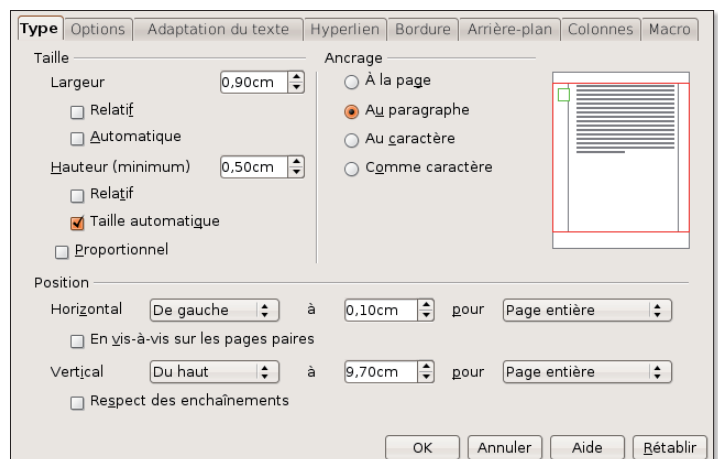 Type Options Adaptation du texte Hyperlien Bordure Arrière-plan Colonnes Macro
Taille
Largeur 0,90cm
Relatif
Automatique
Hauteur (minimum) 0,50cm
Relatif
Taille automatique
Proportionnel
Ancrage
À la page
Au paragraphe
Au caractère
Comme caractère
Position
Horizontal De gauche à 0,10cm pour Page entière
En vis-à-vis sur les pages paires
Vertical Du haut à 9,70cm pour Page entière
Respect des enchaînements
OK Annuler Aide Rétablir